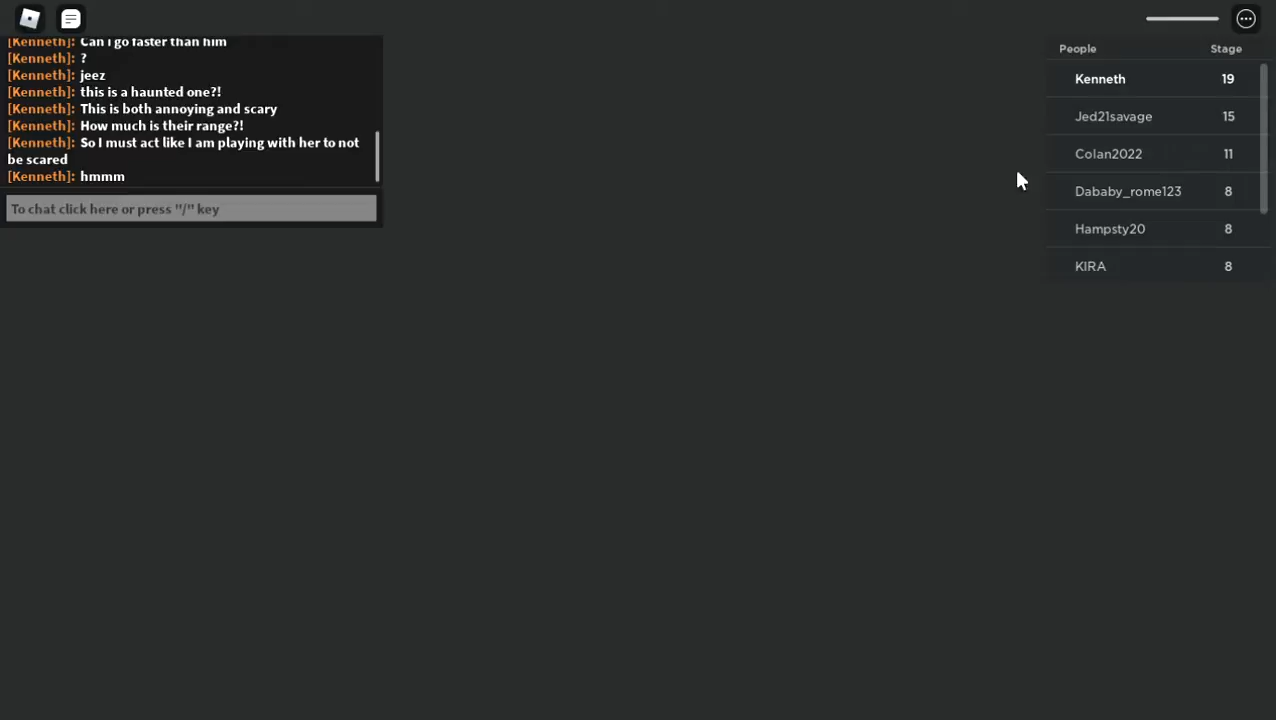 [Kenneth]: Can i go faster than him
[Kenneth]: ?
[Kenneth]: jeez
[Kenneth]: this is a haunted one?!
[Kenneth]: This is both annoying and scary
[Kenneth]: How much is their range?!
[Kenneth]: So I must act like I am playing with her to not
be scared
[Kenneth]: hmmm
To chat click here or press "/" key
People Stage
Kenneth 19
Jed21savage 15
Colan2022 11
Dababy_rome123 8
Hampsty20 8
KIRA 8